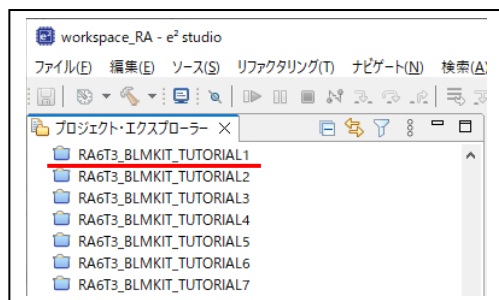 workspace_RA - e² studio
ファイル(F) 編集(E) ソース(S) リファクタリング(T) ナビゲート(N) 検索(A)
プロジェクト・エクスプローラー
RA6T3_BLMKIT_TUTORIAL1
RA6T3_BLMKIT_TUTORIAL2
RA6T3_BLMKIT_TUTORIAL3
RA6T3_BLMKIT_TUTORIAL4
RA6T3_BLMKIT_TUTORIAL5
RA6T3_BLMKIT_TUTORIAL6
RA6T3_BLMKIT_TUTORIAL7